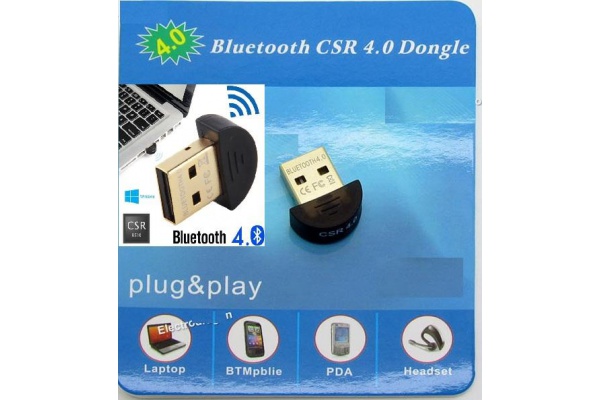 4.0
Bluetooth CSR 4.0 Dongle
Windows
CSR
Bluetooth 4.0
BLUETOOTH4.0
CE FC
CSR 4.0
plug&play
Laptop
BTMpblie
PDA
Headset